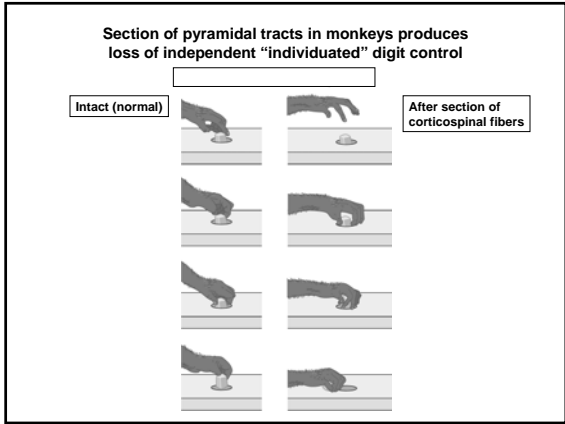 Section of pyramidal tracts in monkeys produces
loss of independent “individuated” digit control
Intact (normal)
After section of
corticospinal fibers